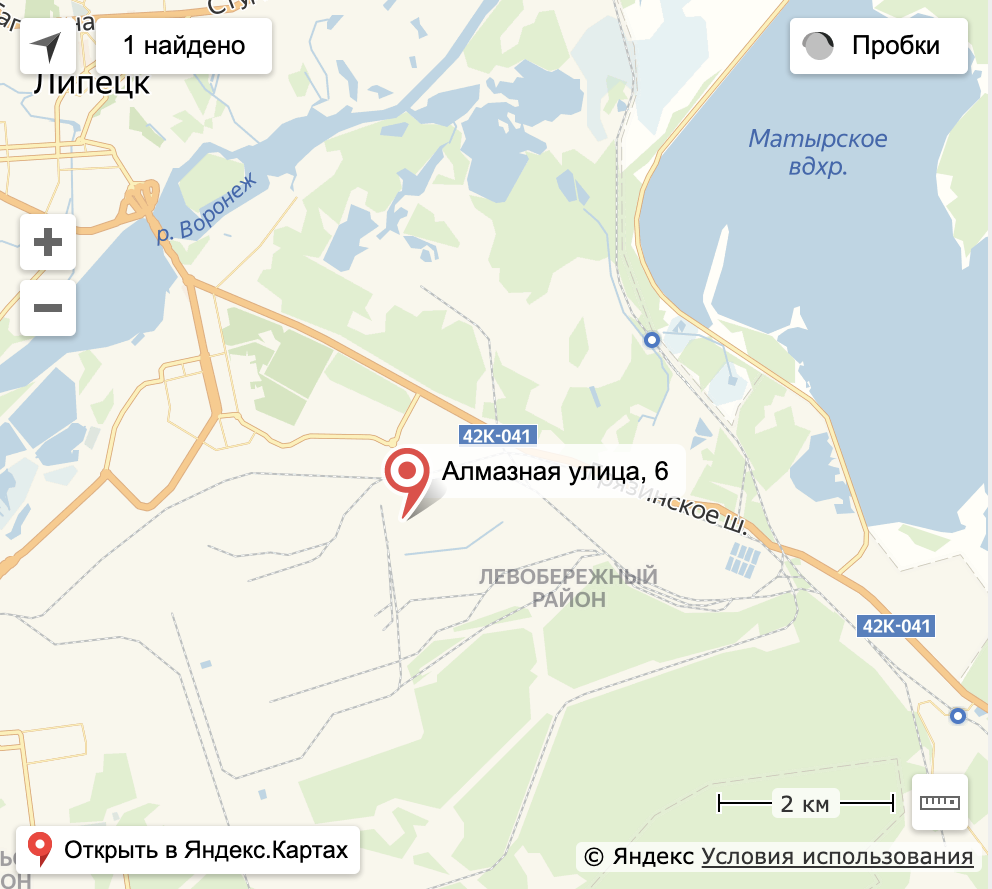 1 найдено
Пробки
Липецк
Матырское
вдхр.
р. Воронеж
42К-041
Алмазная улица, 6
ш.
ЛЕВОБЕРЕЖНЫЙ
РАЙОН
42К-041
2 км
Открыть в Яндекс.Картах
© Яндекс Условия использования